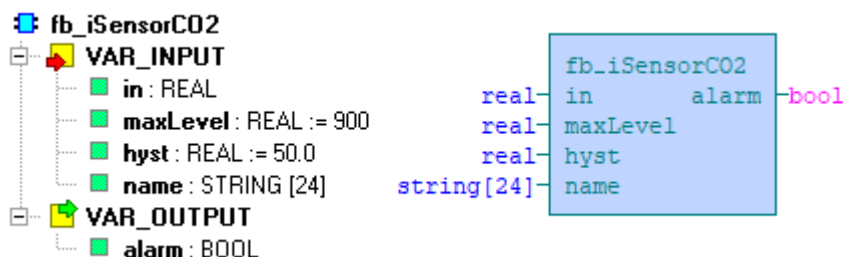 fb_iSensorCO2
VAR_INPUT
in : REAL
maxLevel : REAL := 900
hyst : REAL := 50.0
name : STRING [24]
VAR_OUTPUT
alarm : BOOL
fb_iSensorCO2
real in alarm bool
real maxLevel
real hyst
string[24] name